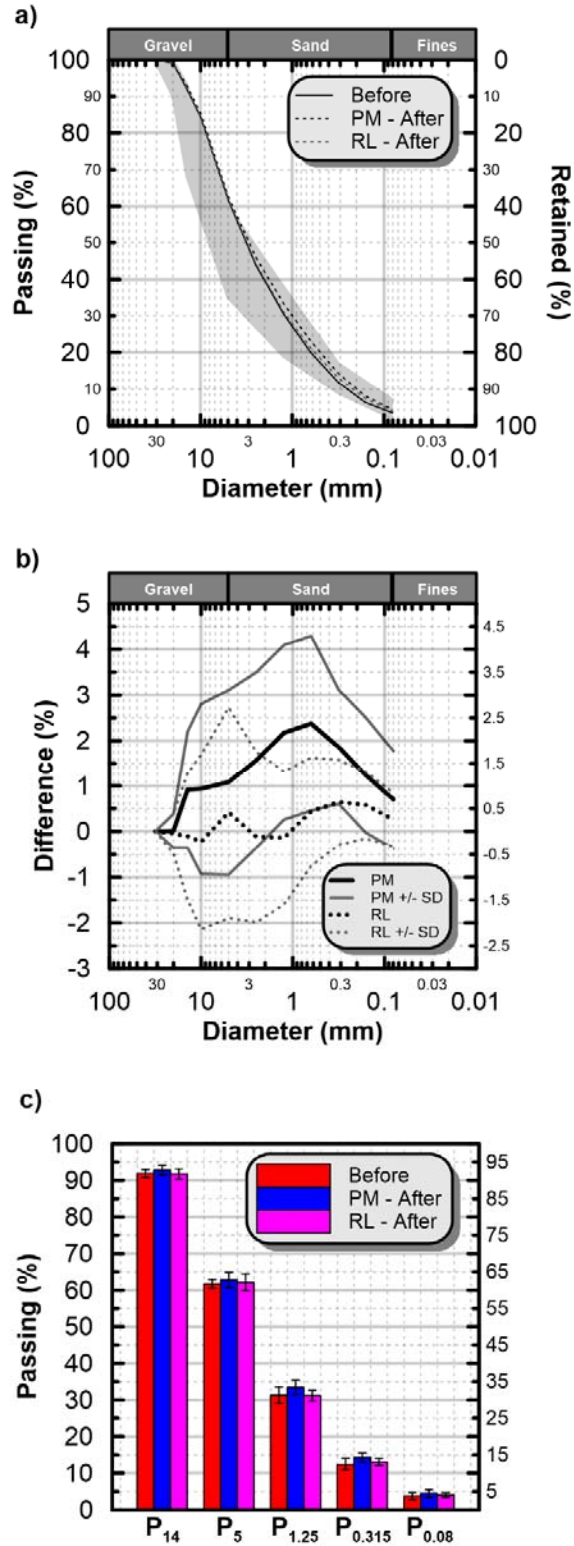 a)
Gravel Sand Fines
Passing (%)
100
90
80
70
60
50
40
30
20
10
0
Before
PM - After
RL - After
0
10
20
30
40
50
60
70
80
90
100
Retained (%)
100 30 10 3 1 0.3 0.1 0.03 0.01
Diameter (mm)
b)
Gravel Sand Fines
Difference (%)
5
4
3
2
1
0
-1
-2
-3
PM
PM +/- SD
RL
RL +/- SD
4.5
3.5
2.5
1.5
0.5
-0.5
-1.5
-2.5
100 30 10 3 1 0.3 0.1 0.03 0.01
Diameter (mm)
c)
Passing (%)
100
90
80
70
60
50
40
30
20
10
0
Before
PM - After
RL - After
95
85
75
65
55
45
35
25
15
5
P14 P5 P1.25 P0.315 P0.08